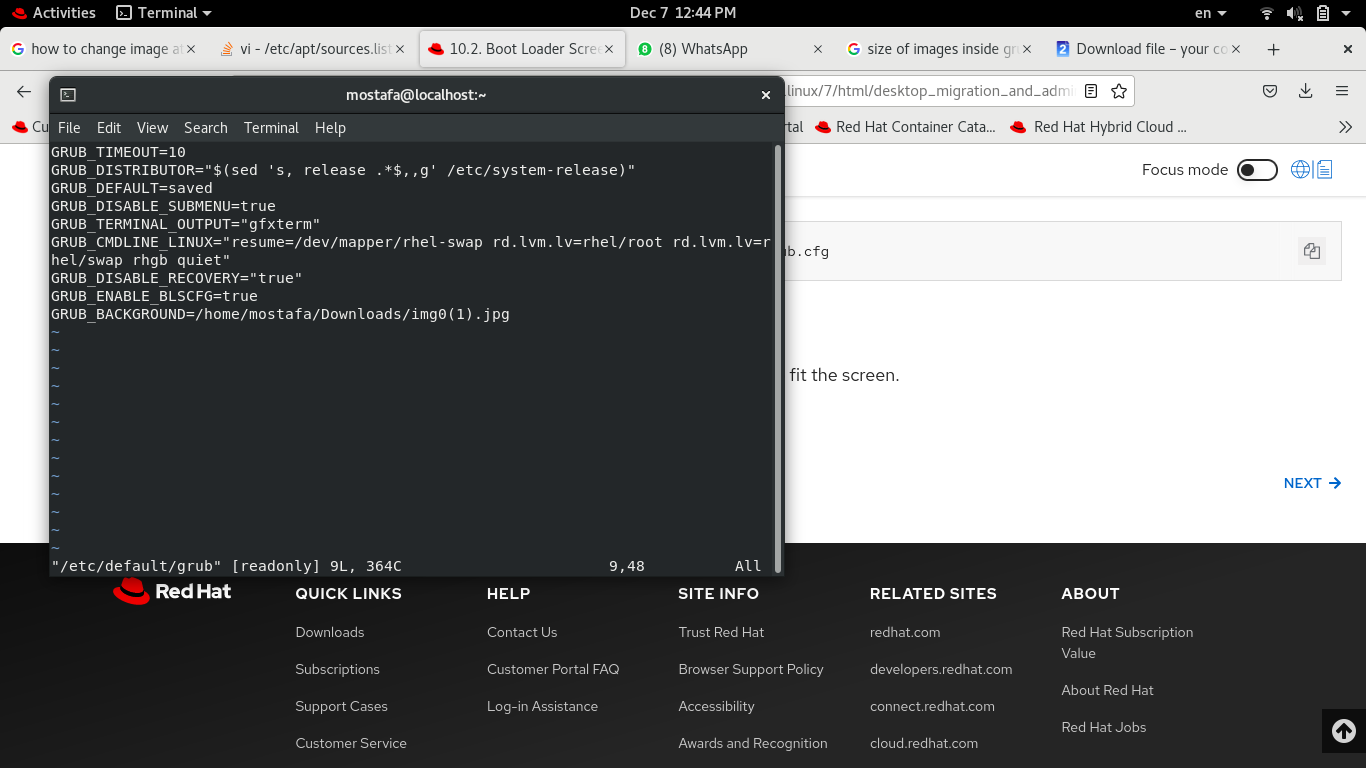 Activities
Terminal
Dec 7 12:44 PM
en
how to change image at
vi - /etc/apt/sources.list
10.2. Boot Loader Scree
8
(8) WhatsApp
size of images inside gr
2
Download file – your co
linux/7/html/desktop_migration_and_admi
Cu
rtal
Red Hat Container Cata...
Red Hat Hybrid Cloud ...
mostafa@localhost:~
File Edit View Search Terminal Help
GRUB_TIMEOUT=10
GRUB_DISTRIBUTOR="$(sed 's, release .*$,,g' /etc/system-release)"
GRUB_DEFAULT=saved
GRUB_DISABLE_SUBMENU=true
GRUB_TERMINAL_OUTPUT="gfxterm"
GRUB_CMDLINE_LINUX="resume=/dev/mapper/rhel-swap rd.lvm.lv=rhel/root rd.lvm.lv=r
hel/swap rhgb quiet"
GRUB_DISABLE_RECOVERY="true"
GRUB_ENABLE_BLSCFG=true
GRUB_BACKGROUND=/home/mostafa/Downloads/img0(1).jpg
~
~
~
~
~
~
~
~
~
~
~
~
~
"/etc/default/grub" [readonly] 9L, 364C 9,48 All
Focus mode
ub.cfg
fit the screen.
NEXT
Red Hat
QUICK LINKS
Downloads
Subscriptions
Support Cases
Customer Service
HELP
Contact Us
Customer Portal FAQ
Log-in Assistance
SITE INFO
Trust Red Hat
Browser Support Policy
Accessibility
Awards and Recognition
RELATED SITES
redhat.com
developers.redhat.com
connect.redhat.com
cloud.redhat.com
ABOUT
Red Hat Subscription
Value
About Red Hat
Red Hat Jobs